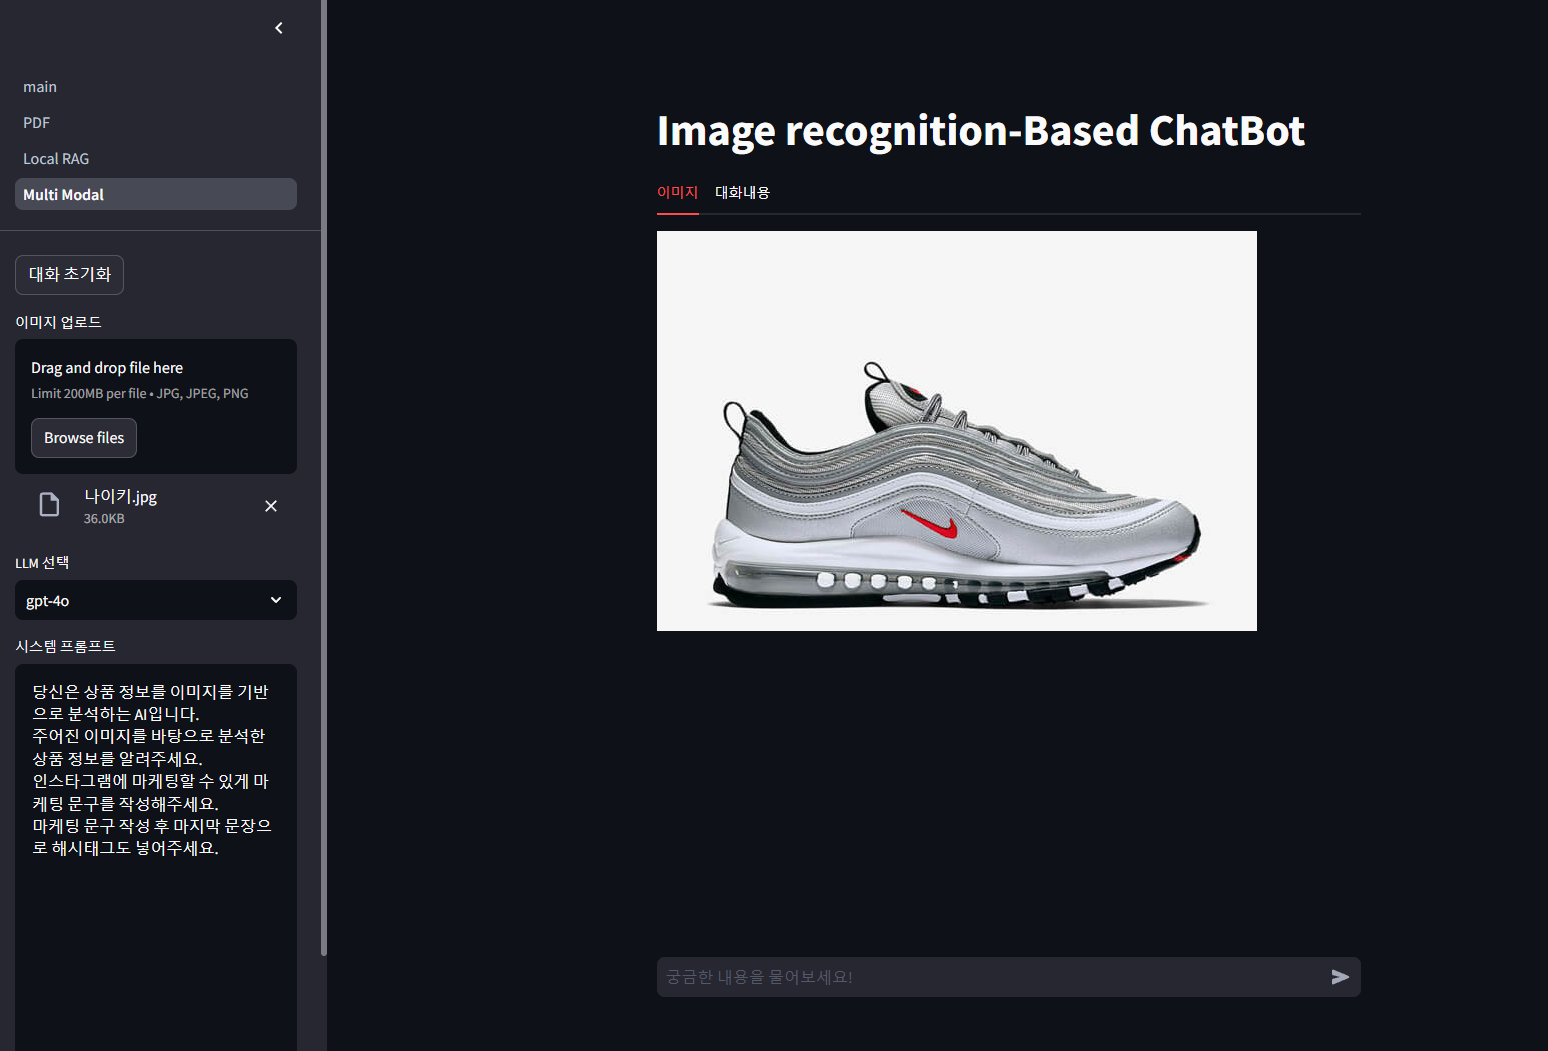 main
PDF
Local RAG
Multi Modal
대화 초기화
이미지 업로드
Drag and drop file here
Limit 200MB per file • JPG, JPEG, PNG
Browse files
나이키.jpg
36.0KB
LLM 선택
gpt-4o
시스템 프롬프트
당신은 상품 정보를 이미지를 기반
으로 분석하는 AI입니다.
주어진 이미지를 바탕으로 분석한
상품 정보를 알려주세요.
인스타그램에 마케팅할 수 있게 마
케팅 문구를 작성해주세요.
마케팅 문구 작성 후 마지막 문장으
로 해시태그도 넣어주세요.
Image recognition-Based ChatBot
이미지 대화내용
궁금한 내용을 물어보세요!